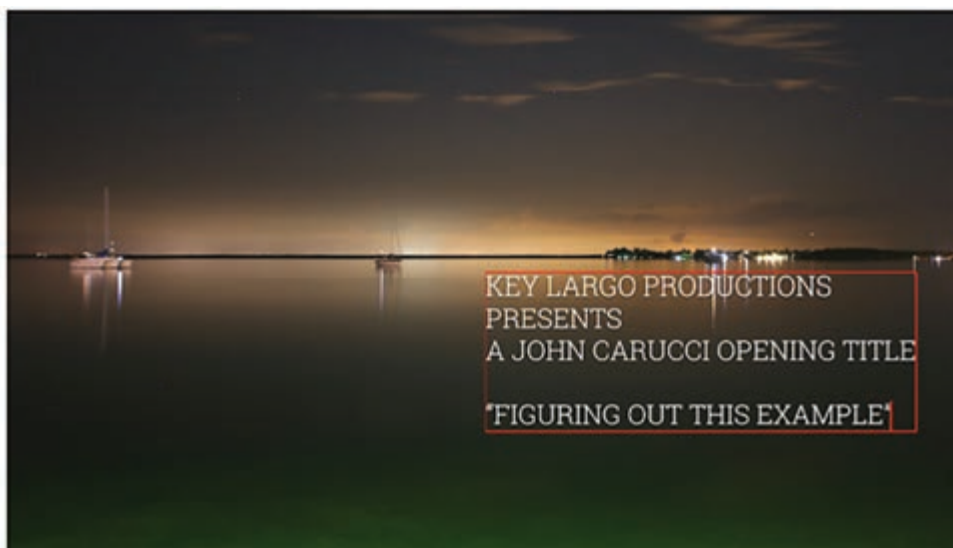 KEY LARGO PRODUCTIONS
PRESENTS
A JOHN CARUCCI OPENING TITLE
"FIGURING OUT THIS EXAMPLE"